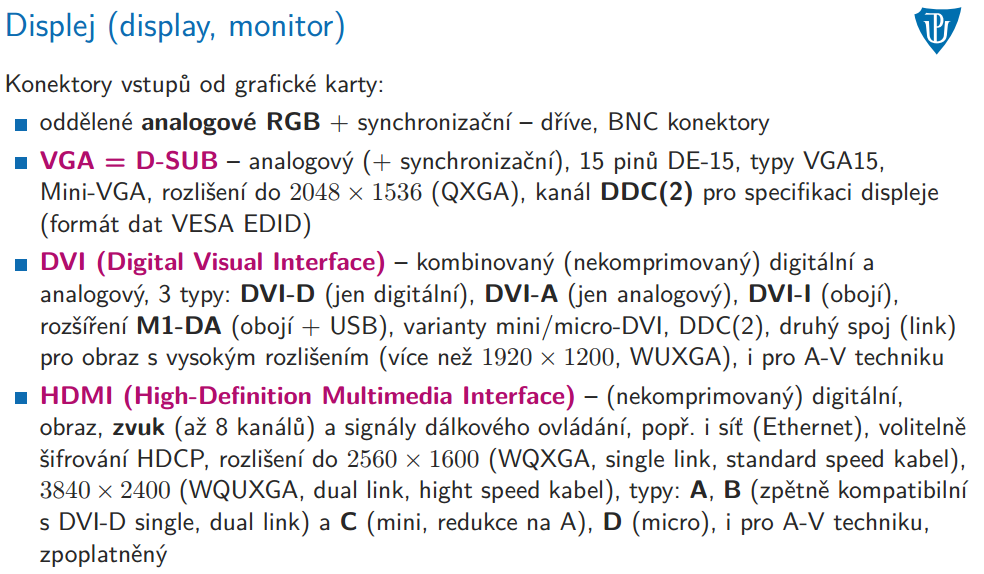 Displej (display, monitor)
Konektory vstupů od grafické karty:
oddělené analogové RGB + synchronizační – dříve, BNC konektory
VGA = D-SUB – analogový (+ synchronizační), 15 pinů DE-15, typy VGA15,
Mini-VGA, rozlišení do 2048 × 1536 (QXGA), kanál DDC(2) pro specifikaci displeje
(formát dat VESA EDID)
DVI (Digital Visual Interface) – kombinovaný (nekomprimovaný) digitální a
analogový, 3 typy: DVI-D (jen digitální), DVI-A (jen analogový), DVI-I (obojí),
rozšíření M1-DA (obojí + USB), varianty mini/micro-DVI, DDC(2), druhý spoj (link)
pro obraz s vysokým rozlišením (více než 1920 × 1200, WUXGA), i pro A-V techniku
HDMI (High-Definition Multimedia Interface) – (nekomprimovaný) digitální,
obraz, zvuk (až 8 kanálů) a signály dálkového ovládání, popř. i síť (Ethernet), volitelně
šifrování HDCP, rozlišení do 2560 × 1600 (WQXGA, single link, standard speed kabel),
3840 × 2400 (WQUXGA, dual link, hight speed kabel), typy: A, B (zpětně kompatibilní
s DVI-D single, dual link) a C (mini, redukce na A), D (micro), i pro A-V techniku,
zpoplatněný